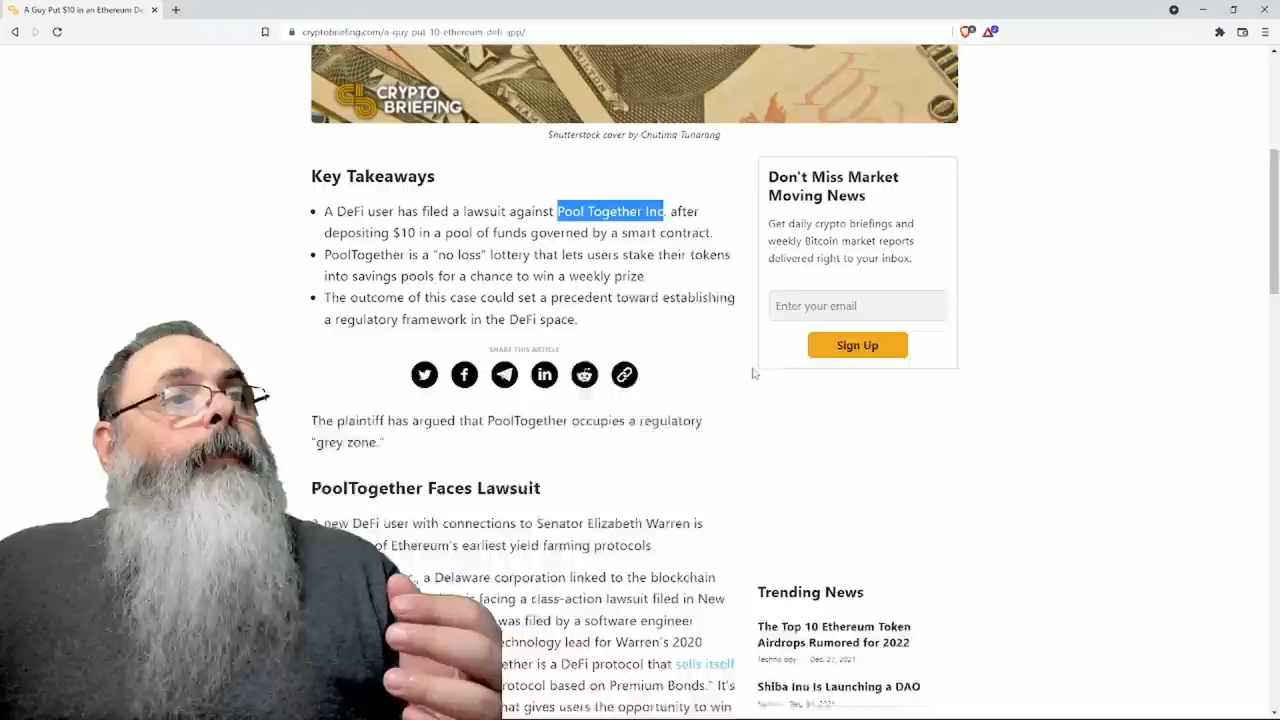 A Guy Put $10 in an Ethereum De
cryptobriefing.com/a-guy-put-10-ethereum-defi-app/
CRYPTO
BRIEFING
Shutterstock cover by Chutima Tunarang
Key Takeaways
A DeFi user has filed a lawsuit against Pool Together Inc. after
depositing $10 in a pool of funds governed by a smart contract.
PoolTogether is a “no loss” lottery that lets users stake their tokens
into savings pools for a chance to win a weekly prize
The outcome of this case could set a precedent toward establishing
a regulatory framework in the DeFi space.
SHARE THIS ARTICLE
The plaintiff has argued that PoolTogether occupies a regulatory
“grey zone.”
PoolTogether Faces Lawsuit
new DeFi user with connections to Senator Elizabeth Warren is
of Ethereum's earliest yield farming protocols.
a Delaware corporation linked to the blockchain
facing a class-action lawsuit filed in New
was filed by a software engineer
technology lead for Warren's 2020
is a DeFi protocol that sells itself
protocol based on Premium Bonds.” It's
that gives users the opportunity to win
Don't Miss Market
Moving News
Get daily crypto briefings and
weekly Bitcoin market reports
delivered right to your inbox.
Enter your email
Sign Up
Trending News
The Top 10 Ethereum Token
Airdrops Rumored for 2022
Dec. 27, 2021
Shiba Inu Is Launching a DAO